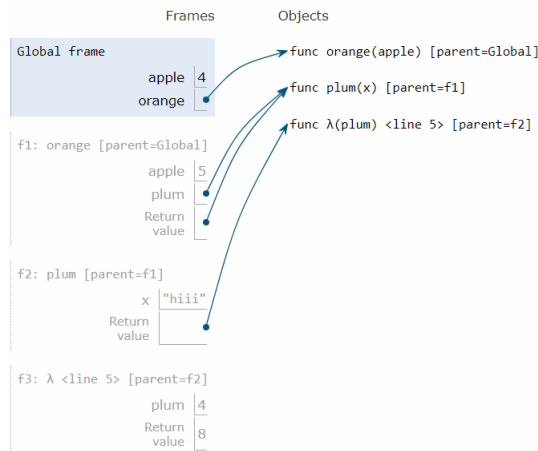 Frames Objects
Global frame
func orange(apple) [parent=Global]
apple 4
func plum(x) [parent=f1]
orange
func λ(plum) <line 5> [parent=f2]
f1: orange [parent=Global]
apple 5
plum
Return
value
f2: plum [parent=f1]
x "hiii"
Return
value
f3: λ <line 5> [parent=f2]
plum 4
Return
value 8